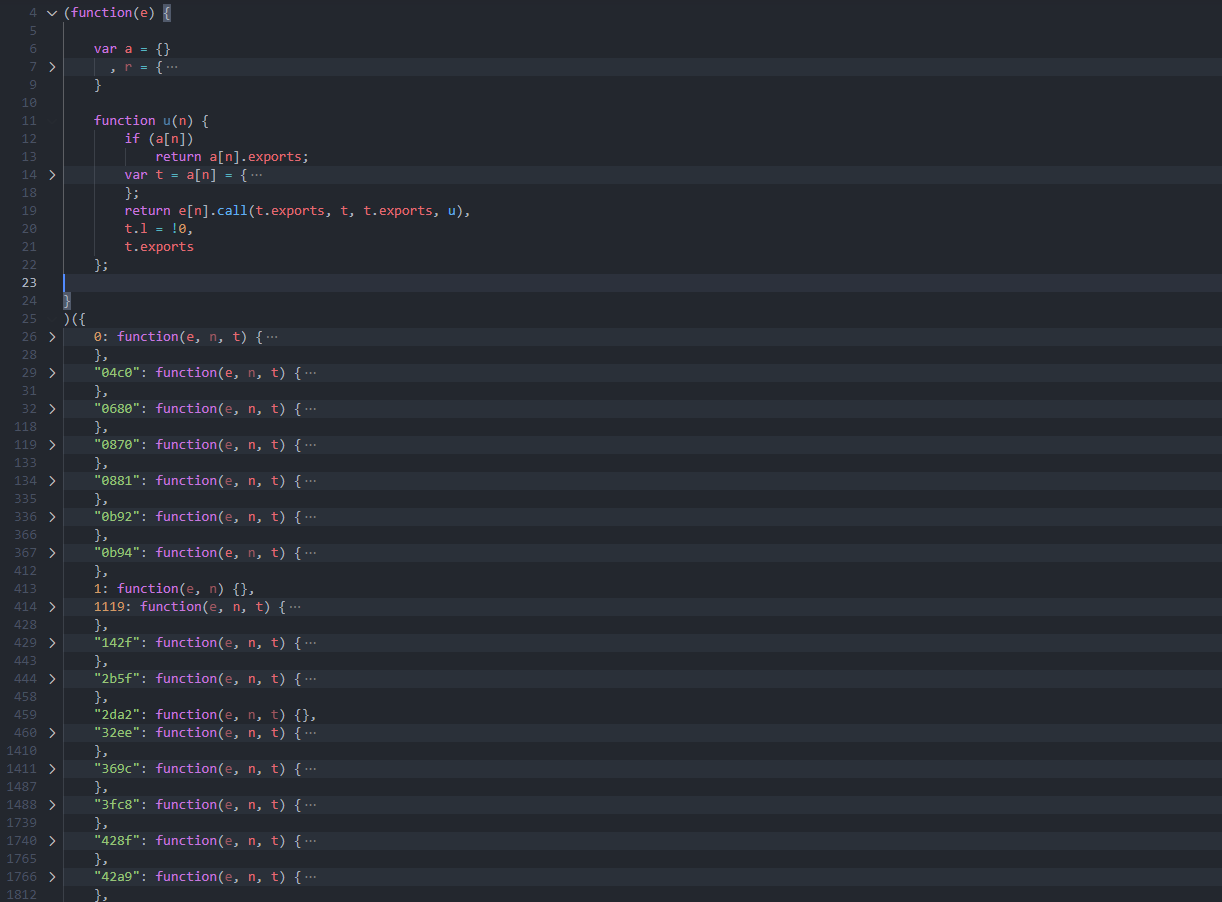 4 (function(e) {
5
6 var a = {}
7 , r = {···
9 }
10
11 function u(n) {
12 if (a[n])
13 return a[n].exports;
14 var t = a[n] = {···
18 };
19 return e[n].call(t.exports, t, t.exports, u),
20 t.l = !0,
21 t.exports
22 };
23
24 }
25 )({
26 0: function(e, n, t) {···
28 },
29 "04c0": function(e, n, t) {···
31 },
32 "0680": function(e, n, t) {···
118 },
119 "0870": function(e, n, t) {···
133 },
134 "0881": function(e, n, t) {···
335 },
336 "0b92": function(e, n, t) {···
366 },
367 "0b94": function(e, n, t) {···
412 },
413 1: function(e, n) {},
414 1119: function(e, n, t) {···
428 },
429 "142f": function(e, n, t) {···
443 },
444 "2b5f": function(e, n, t) {···
458 },
459 "2da2": function(e, n, t) {},
460 "32ee": function(e, n, t) {···
1410 },
1411 "369c": function(e, n, t) {···
1487 },
1488 "3fc8": function(e, n, t) {···
1739 },
1740 "428f": function(e, n, t) {···
1765 },
1766 "42a9": function(e, n, t) {···
1812 },